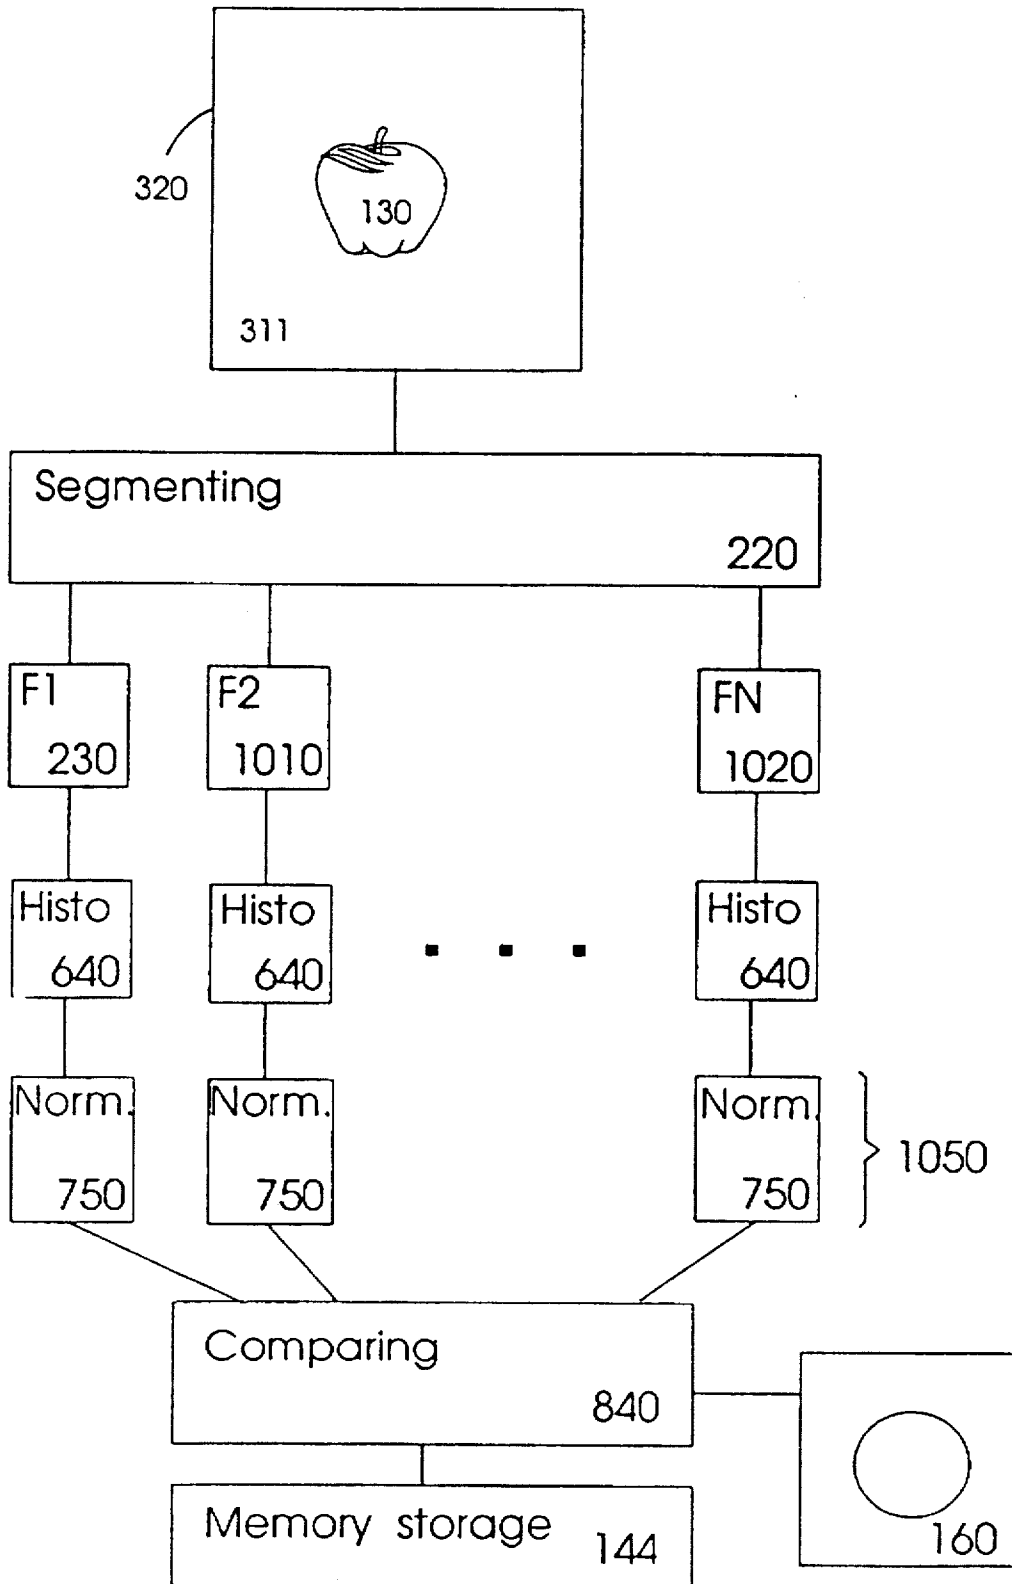 320
130
311
Segmenting
220
F1
230
F2
1010
FN
1020
Histo
640
Histo
640
Histo
640
Norm.
750
Norm.
750
Norm.
750
1050
Comparing
840
Memory storage
144
160